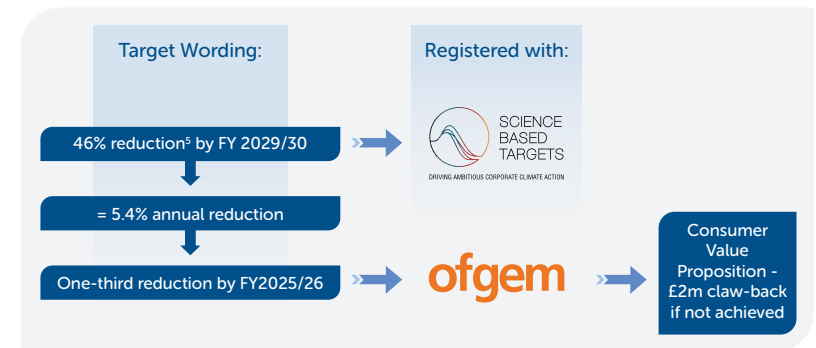 Target Wording:
Registered with:
46% reduction⁵ by FY 2029/30
SCIENCE
BASED
TARGETS
DRIVING AMBITIOUS CORPORATE CLIMATE ACTION
= 5.4% annual reduction
One-third reduction by FY2025/26
ofgem
Consumer
Value
Proposition -
£2m claw-back
if not achieved